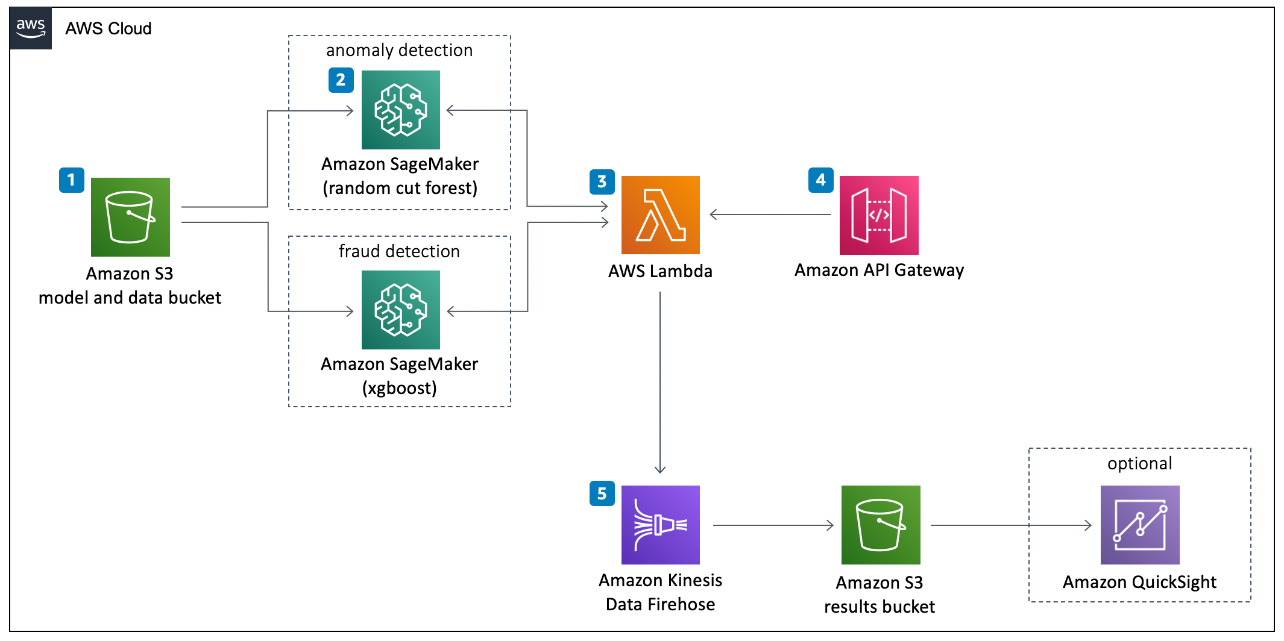 aws
AWS Cloud
anomaly detection
2
Amazon SageMaker
(random cut forest)
1
Amazon S3
model and data bucket
fraud detection
Amazon SageMaker
(xgboost)
3
AWS Lambda
4
</>
Amazon API Gateway
5
Amazon Kinesis
Data Firehose
Amazon S3
results bucket
optional
Amazon QuickSight